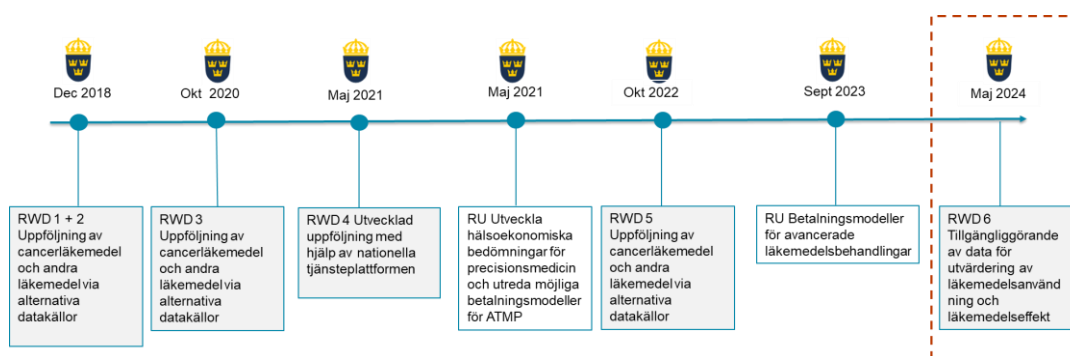 Dec 2018
Okt 2020
Maj 2021
Maj 2021
Okt 2022
Sept 2023
Maj 2024
RWD 1 + 2
Uppföljning av
cancerläkemedel
och andra
läkemedel via
alternativa
datakällor
RWD 3
Uppföljning av
cancerläkemedel
och andra
läkemedel via
alternativa
datakällor
RWD 4 Utvecklad
uppföljning med
hjälp av nationella
tjänsteplattformen
RU Utveckla
hälsoekonomiska
bedömningar för
precisionsmedicin
och utreda möjliga
betalningsmodeller
för ATMP
RWD 5
Uppföljning av
cancerläkemedel
och andra
läkemedel via
alternativa
datakällor
RU Betalningsmodeller
för avancerade
läkemedelsbehandlingar
RWD 6
Tillgängliggörande
av data för
utvärdering av
läkemedelsanvänd
ning och
läkemedelseffekt